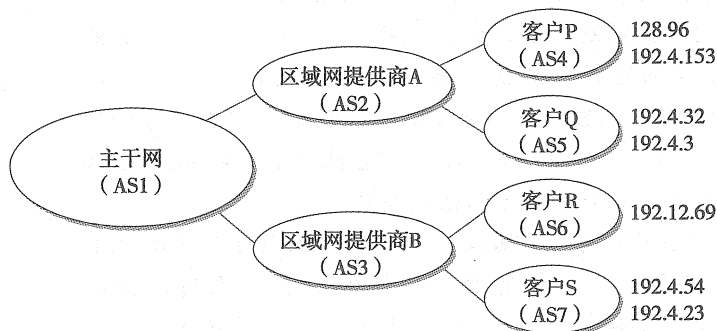 主干网
（AS1）
区域网提供商A
（AS2）
区域网提供商B
（AS3）
客户P
（AS4）
128.96
192.4.153
客户Q
（AS5）
192.4.32
192.4.3
客户R
（AS6）
192.12.69
客户S
（AS7）
192.4.54
192.4.23